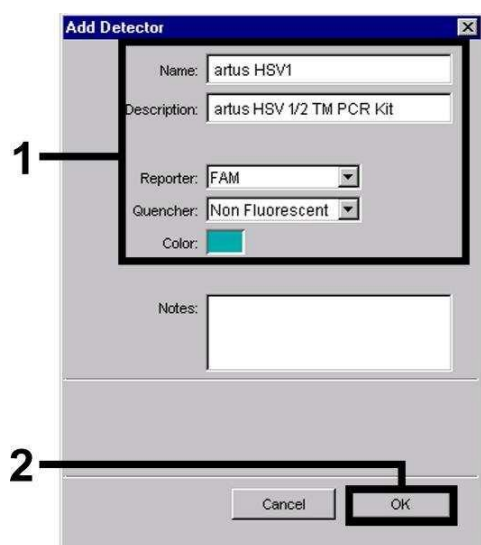 Add Detector
1
Name: artus HSV1
Description: artus HSV 1/2 TM PCR Kit
Reporter: FAM
Quencher: Non Fluorescent
Color:
Notes:
2
Cancel OK